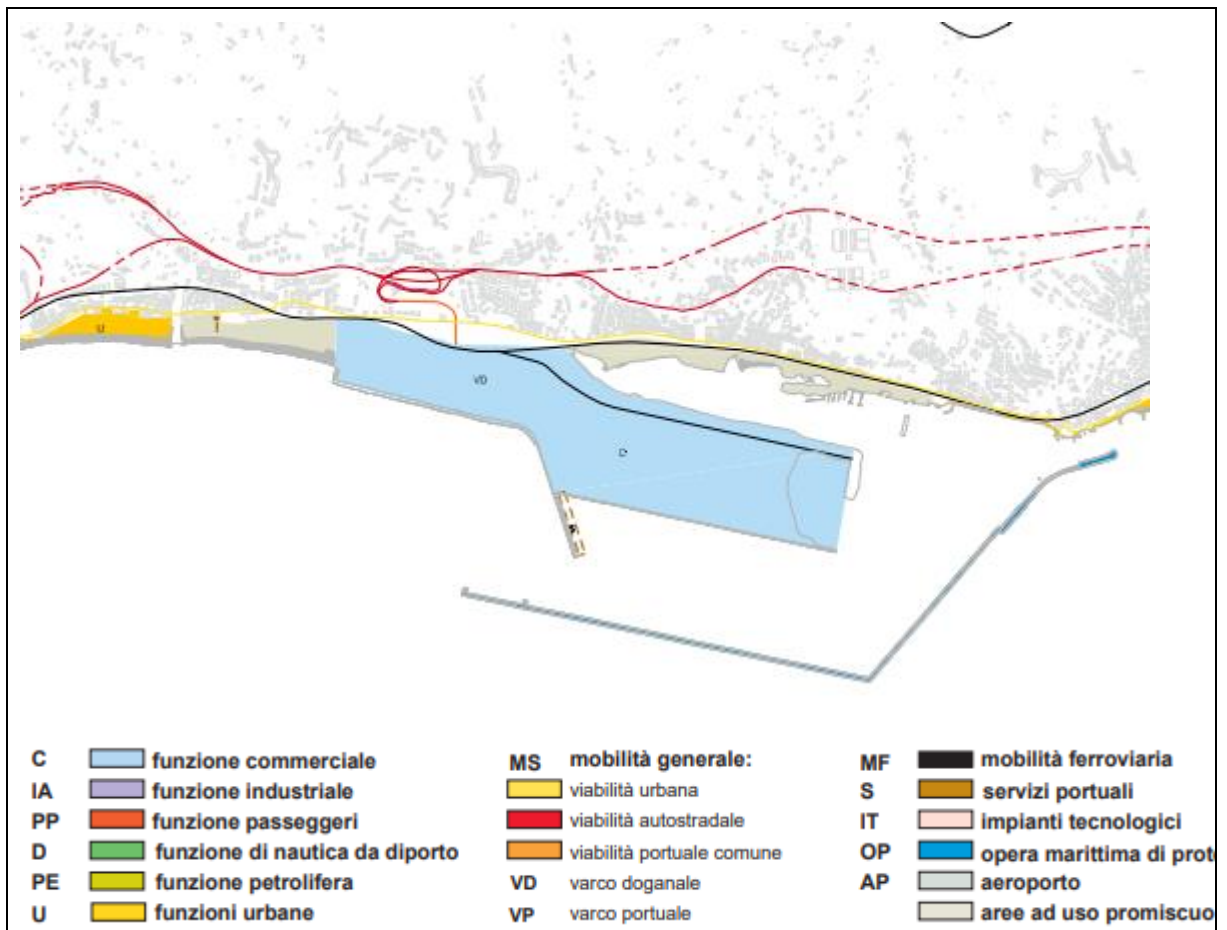 U
VD
C
C funzione commerciale
IA funzione industriale
PP funzione passeggeri
D funzione di nautica da diporto
PE funzione petrolifera
U funzioni urbane
MS mobilità generale:
viabilità urbana
viabilità autostradale
viabilità portuale comune
VD varco doganale
VP varco portuale
MF mobilità ferroviaria
S servizi portuali
IT impianti tecnologici
OP opera marittima di prot
AP aeroporto
aree ad uso promiscuo